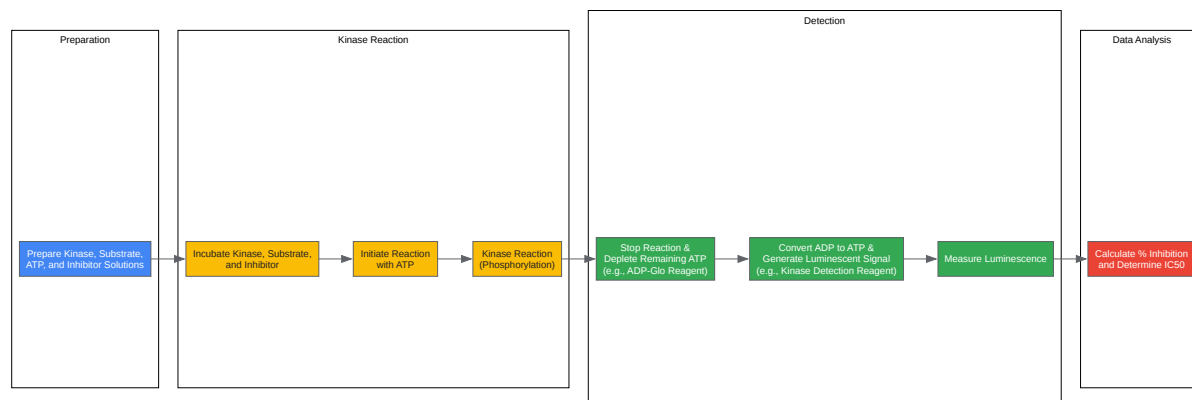 Preparation
Kinase Reaction
Detection
Data Analysis
Prepare Kinase, Substrate,
ATP, and Inhibitor Solutions
Incubate Kinase, Substrate,
and Inhibitor
Initiate Reaction
with ATP
Kinase Reaction
(Phosphorylation)
Stop Reaction &
Deplete Remaining ATP
(e.g., ADP-Glo Reagent)
Convert ADP to ATP &
Generate Luminescent Signal
(e.g., Kinase Detection Reagent)
Measure Luminescence
Calculate % Inhibition
and Determine IC50